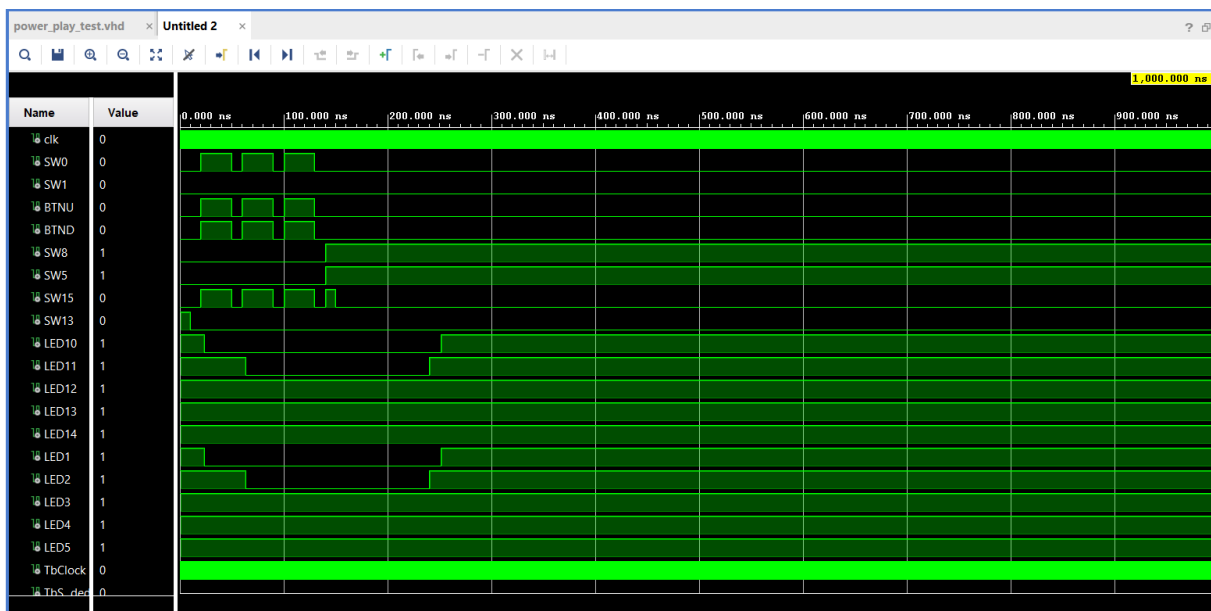 power_play_test.vhd × Untitled 2 × ?
1,000.000 ns
Name Value 0.000 ns 100.000 ns 200.000 ns 300.000 ns 400.000 ns 500.000 ns 600.000 ns 700.000 ns 800.000 ns 900.000 ns
clk 0
SW0 0
SW1 0
BTNU 0
BTND 0
SW8 1
SW5 1
SW15 0
SW13 0
LED10 1
LED11 1
LED12 1
LED13 1
LED14 1
LED1 1
LED2 1
LED3 1
LED4 1
LED5 1
TbClock 0
TbS_ded 0